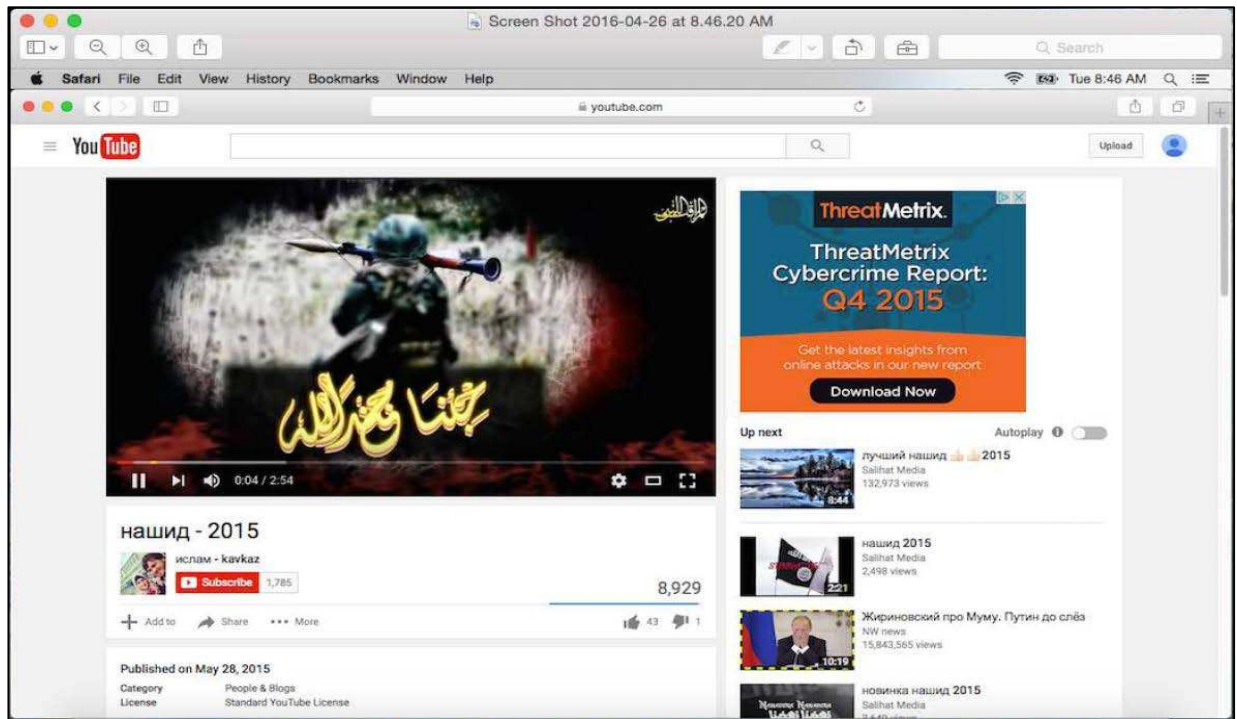 Screen Shot 2016-04-26 at 8.46.20 AM
Search
Safari File Edit View History Bookmarks Window Help
Tue 8:46 AM
youtube.com
YouTube
Upload
جئنا
0:04 / 2:54
нашид - 2015
ислам - kavkaz
Subscribe 1,785
8,929
Add to Share More
43 1
Published on May 28, 2015
Category People & Blogs
License Standard YouTube License
ThreatMetrix.
ThreatMetrix
Cybercrime Report:
Q4 2015
Get the latest insights from
online attacks in our new report
Download Now
Up next Autoplay
лучший нашид 2015
Salihat Media
132,973 views
8:44
нашид 2015
Salihat Media
2,498 views
2:21
Жириновский про Муму. Путин до слёз
NW news
15,843,565 views
10:19
новинка нашид 2015
Salihat Media